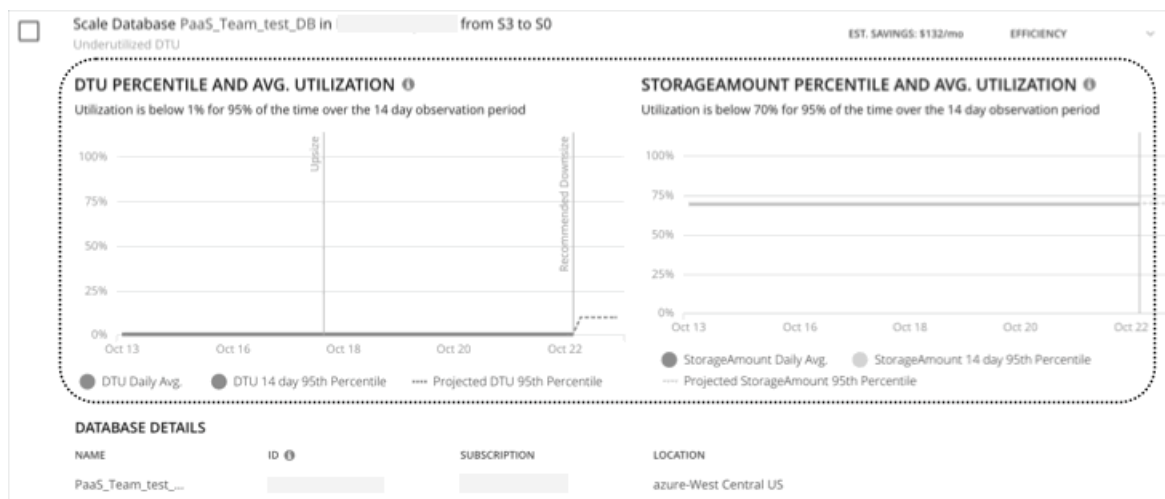 Scale Database PaaS_Team_test_DB in from S3 to S0
Underutilized DTU
EST. SAVINGS: $132/mo
EFFICIENCY
DTU PERCENTILE AND AVG. UTILIZATION
Utilization is below 1% for 95% of the time over the 14 day observation period
100%
75%
50%
25%
0%
Upsize
Recommended Downsize
Oct 13
Oct 16
Oct 18
Oct 20
Oct 22
DTU Daily Avg.
DTU 14 day 95th Percentile
Projected DTU 95th Percentile
STORAGEAMOUNT PERCENTILE AND AVG. UTILIZATION
Utilization is below 70% for 95% of the time over the 14 day observation period
100%
75%
50%
25%
0%
Oct 13
Oct 16
Oct 18
Oct 20
Oct 22
StorageAmount Daily Avg.
StorageAmount 14 day 95th Percentile
Projected StorageAmount 95th Percentile
DATABASE DETAILS
NAME
ID
SUBSCRIPTION
LOCATION
PaaS_Team_test_...
azure-West Central US